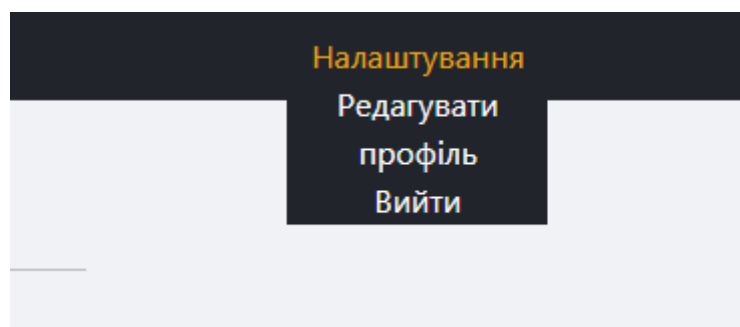 Налаштування
Редагувати
профіль
Вийти